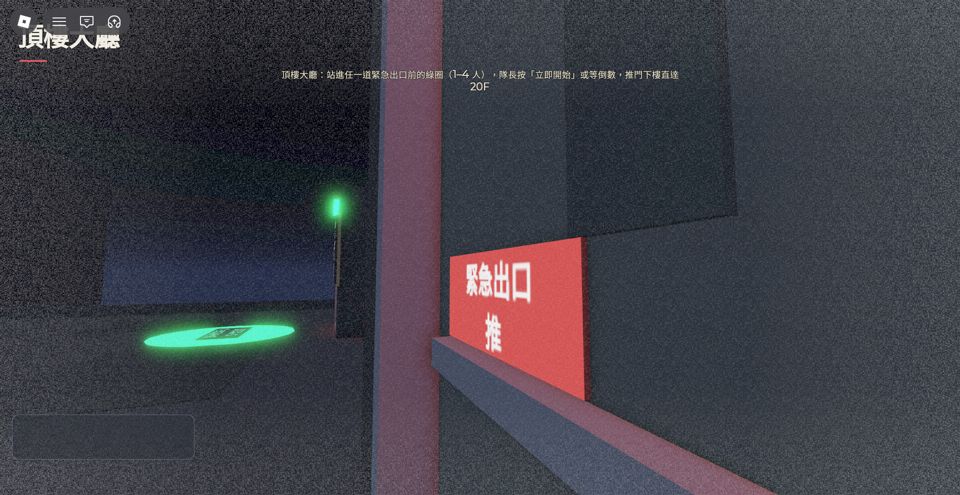 頂樓大廳
頂樓大廳：站進任一道緊急出口前的綠圈（1–4 人），隊長按「立即開始」或等倒數，推門下樓直達
20F
緊急出口
推